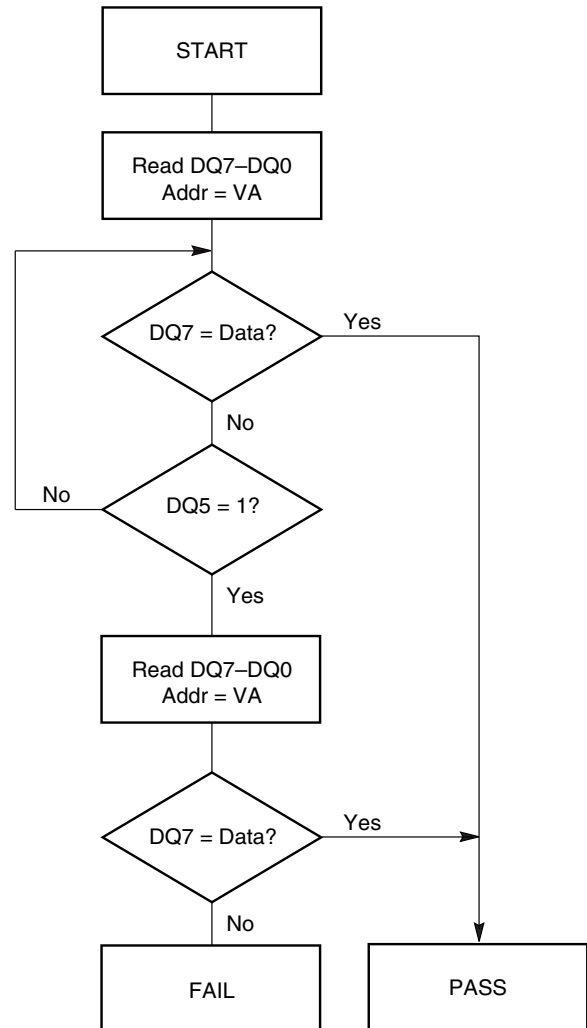 START
Read DQ7–DQ0
Addr = VA
DQ7 = Data?
Yes
No
No
DQ5 = 1?
Yes
Read DQ7–DQ0
Addr = VA
DQ7 = Data?
Yes
No
FAIL
PASS